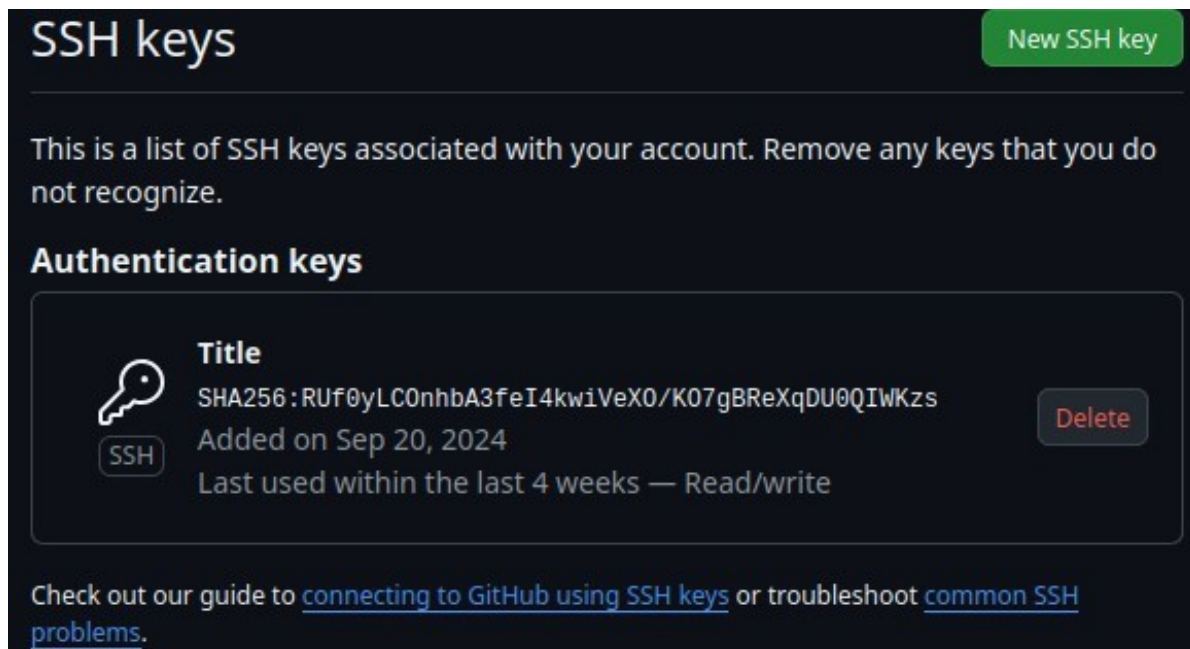 SSH keys
New SSH key
This is a list of SSH keys associated with your account. Remove any keys that you do
not recognize.
Authentication keys
Title
SHA256:RUf0yLCOnhbA3feI4kwiVeXO/KO7gBReXqDU0QIWKzs
SSH
Added on Sep 20, 2024
Delete
Last used within the last 4 weeks — Read/write
Check out our guide to connecting to GitHub using SSH keys or troubleshoot common SSH
problems.